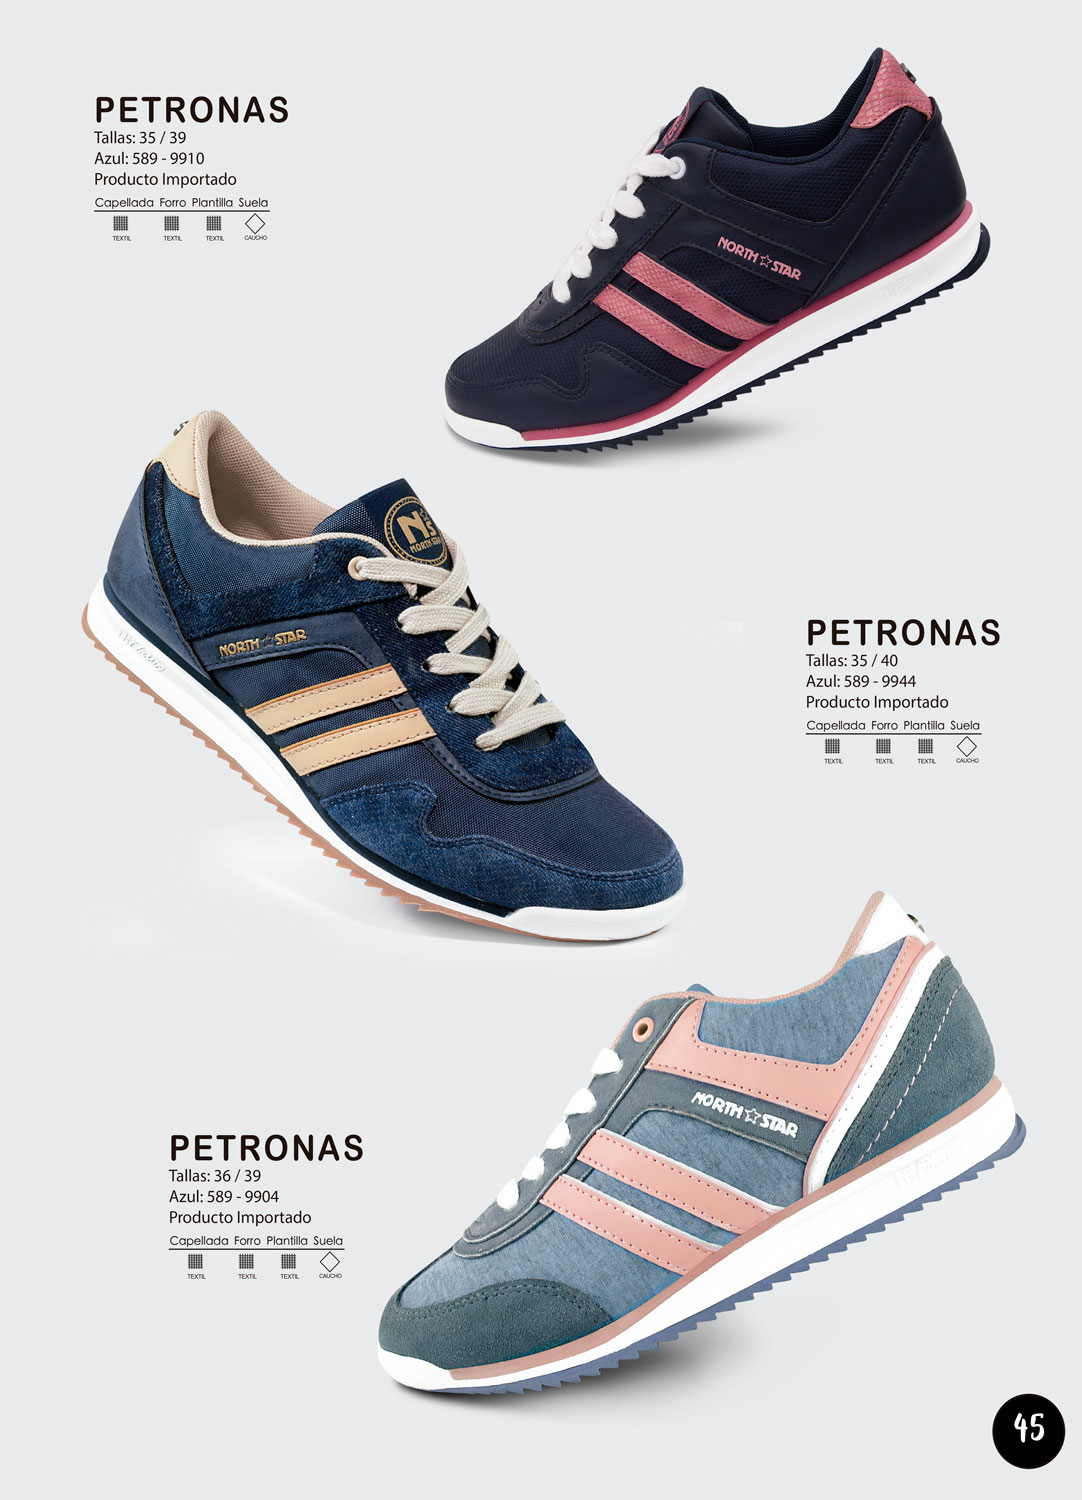 PETRONAS
Tallas: 35 / 39
Azul: 589 - 9910
Producto Importado
Capellada Forro Plantilla Suela
TEXTIL TEXTIL TEXTIL CAUCHO
NORTH STAR
N S
NORTH STAR
NORTH STAR
PETRONAS
Tallas: 35 / 40
Azul: 589 - 9944
Producto Importado
Capellada Forro Plantilla Suela
TEXTIL TEXTIL TEXTIL CAUCHO
NORTH STAR
PETRONAS
Tallas: 36 / 39
Azul: 589 - 9904
Producto Importado
Capellada Forro Plantilla Suela
TEXTIL TEXTIL TEXTIL CAUCHO
45